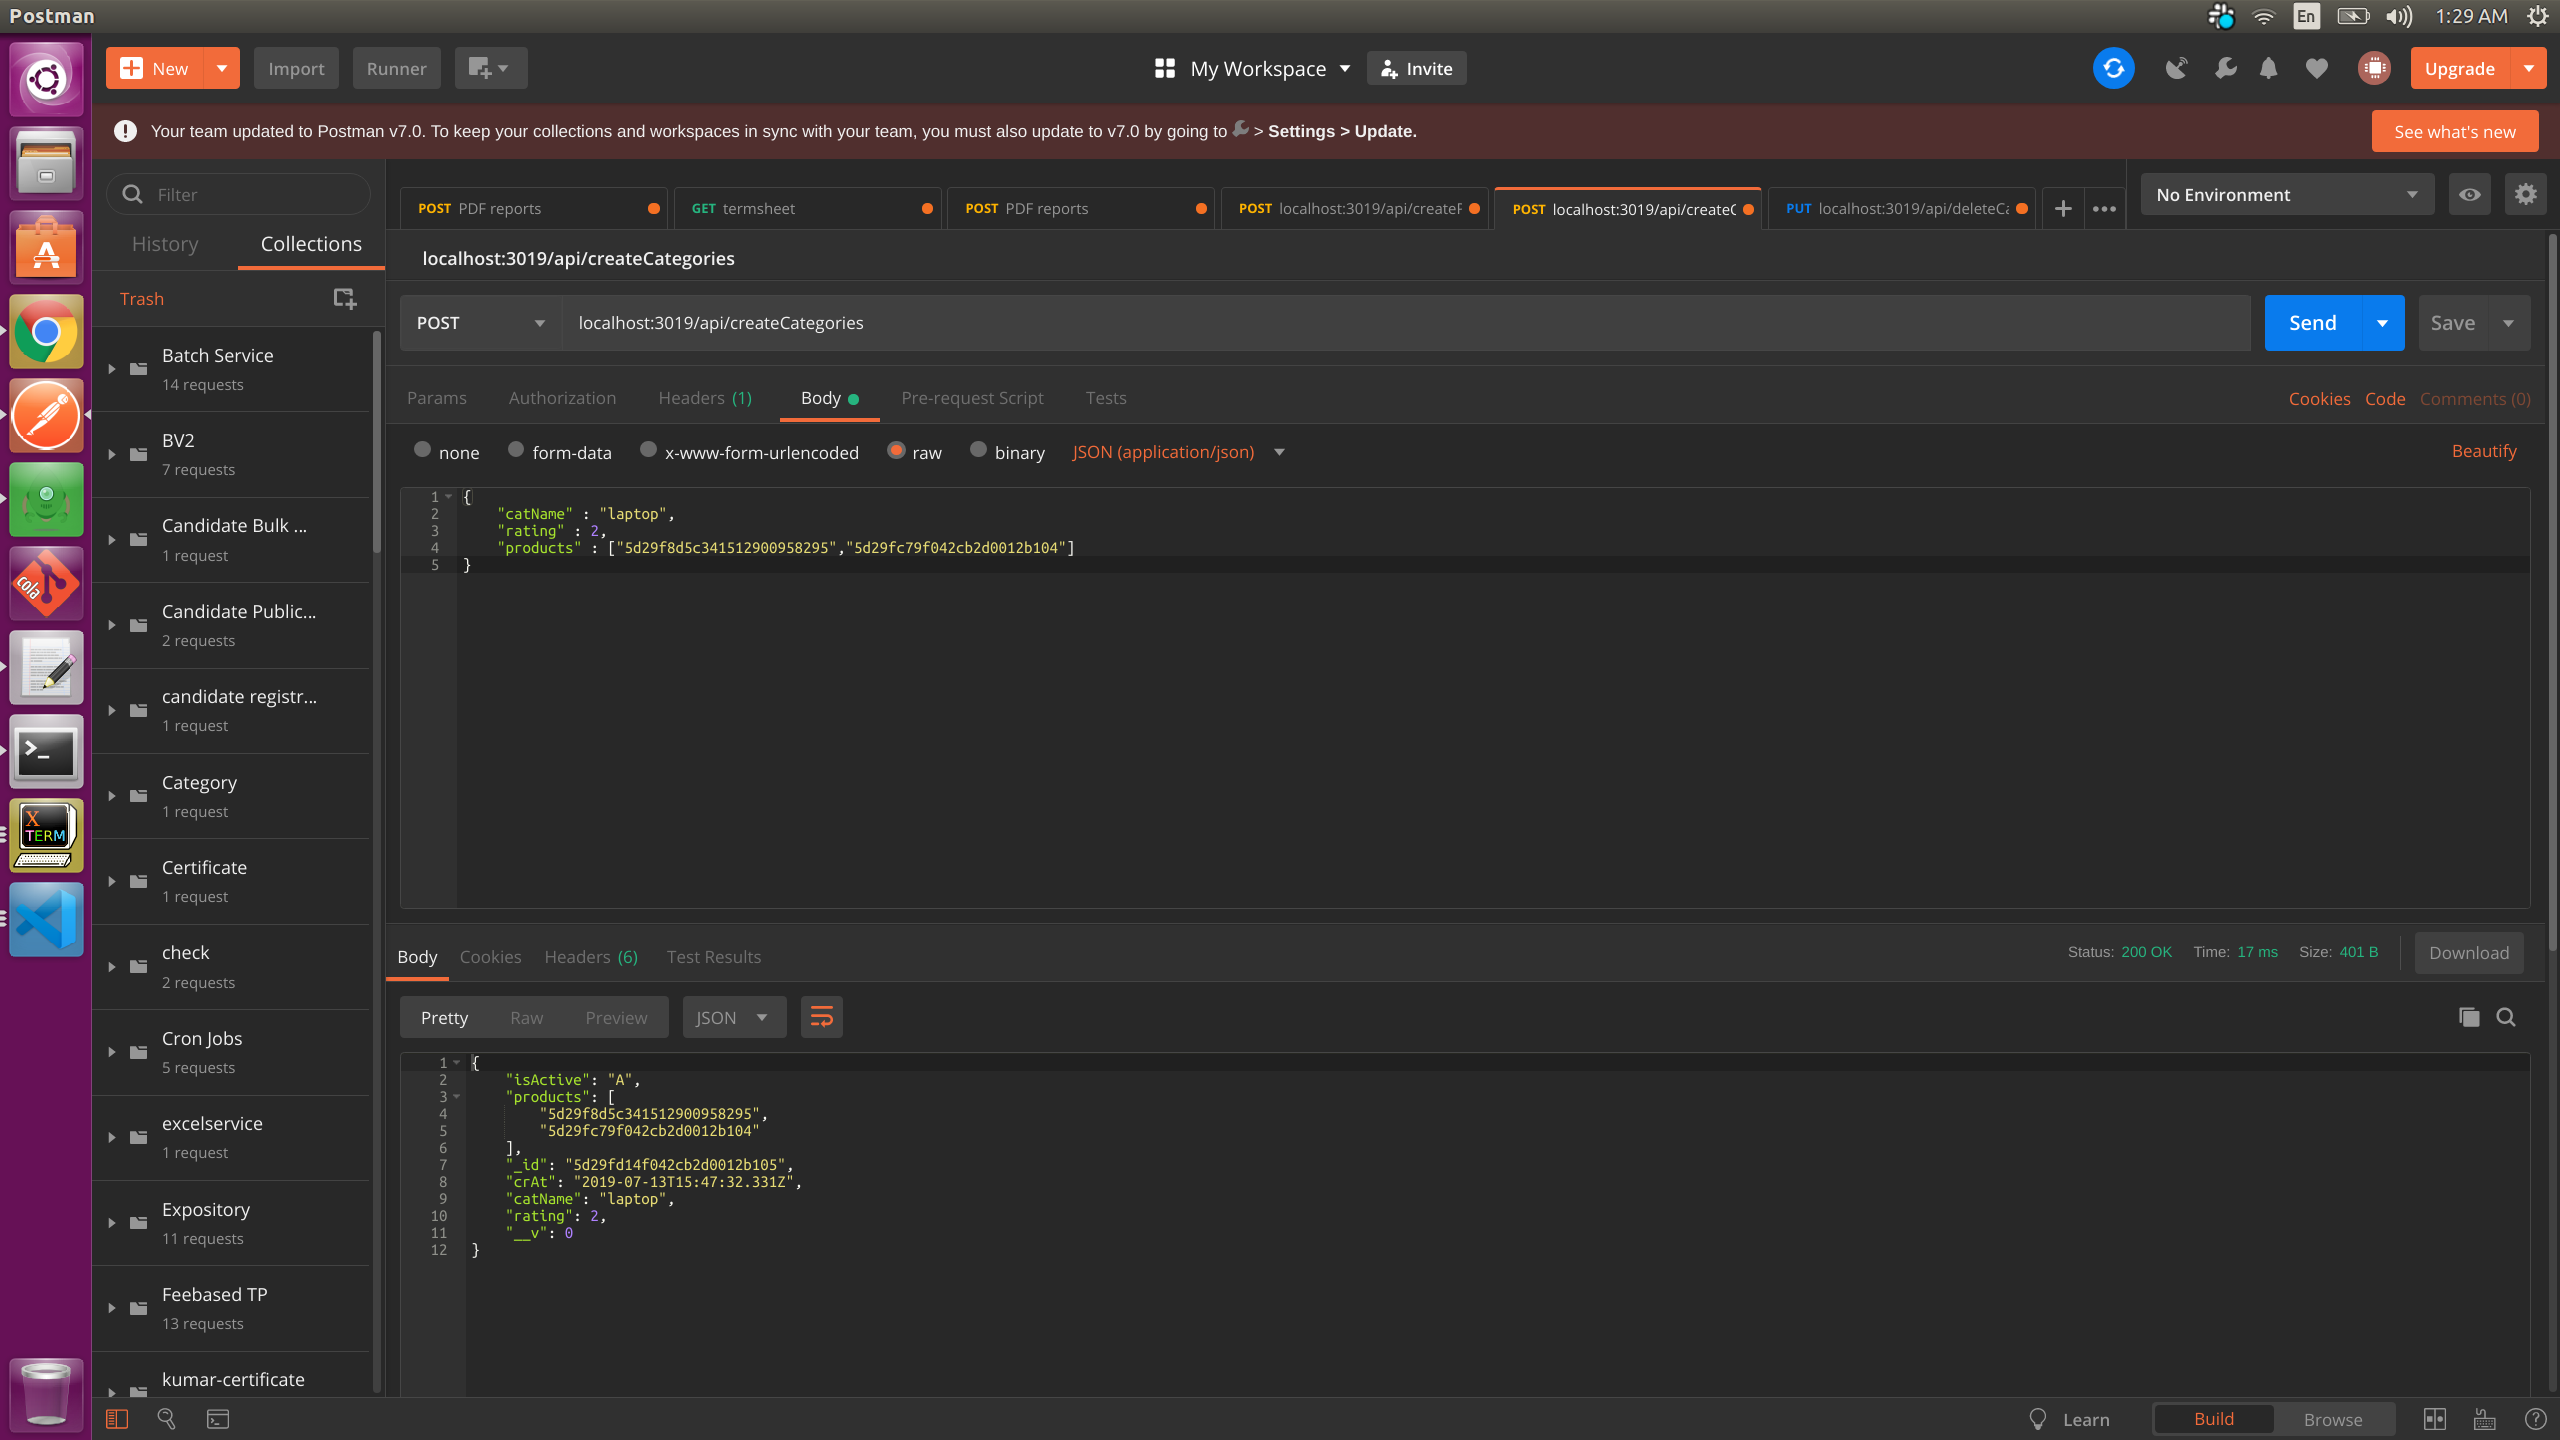 Postman
En
1:29 AM
New
Import
Runner
My Workspace
Invite
Upgrade
Your team updated to Postman v7.0. To keep your collections and workspaces in sync with your team, you must also update to v7.0 by going to > Settings > Update.
See what's new
Filter
History
Collections
Trash
Batch Service
14 requests
BV2
7 requests
Candidate Bulk ...
1 request
Candidate Public...
2 requests
candidate registr...
1 request
Category
1 request
Certificate
1 request
check
2 requests
Cron Jobs
5 requests
excelservice
1 request
Expository
11 requests
Feebased TP
13 requests
kumar-certificate
cola
X
TERM
POST PDF reports
GET termsheet
POST PDF reports
POST localhost:3019/api/createP
POST localhost:3019/api/createC
PUT localhost:3019/api/deleteCa
No Environment
localhost:3019/api/createCategories
POST
localhost:3019/api/createCategories
Send
Save
Params
Authorization
Headers (1)
Body
Pre-request Script
Tests
Cookies
Code
Comments (0)
none
form-data
x-www-form-urlencoded
raw
binary
JSON (application/json)
Beautify
1 {
2 "catName" : "laptop",
3 "rating" : 2,
4 "products" : ["5d29f8d5c341512900958295","5d29fc79f042cb2d0012b104"]
5 }
Body
Cookies
Headers (6)
Test Results
Status: 200 OK
Time: 17 ms
Size: 401 B
Download
Pretty
Raw
Preview
JSON
1 {
2 "isActive": "A",
3 "products": [
4 "5d29f8d5c341512900958295",
5 "5d29fc79f042cb2d0012b104"
6 ],
7 "_id": "5d29fd14f042cb2d0012b105",
8 "crAt": "2019-07-13T15:47:32.331Z",
9 "catName": "laptop",
10 "rating": 2,
11 "__v": 0
12 }
Learn
Build
Browse